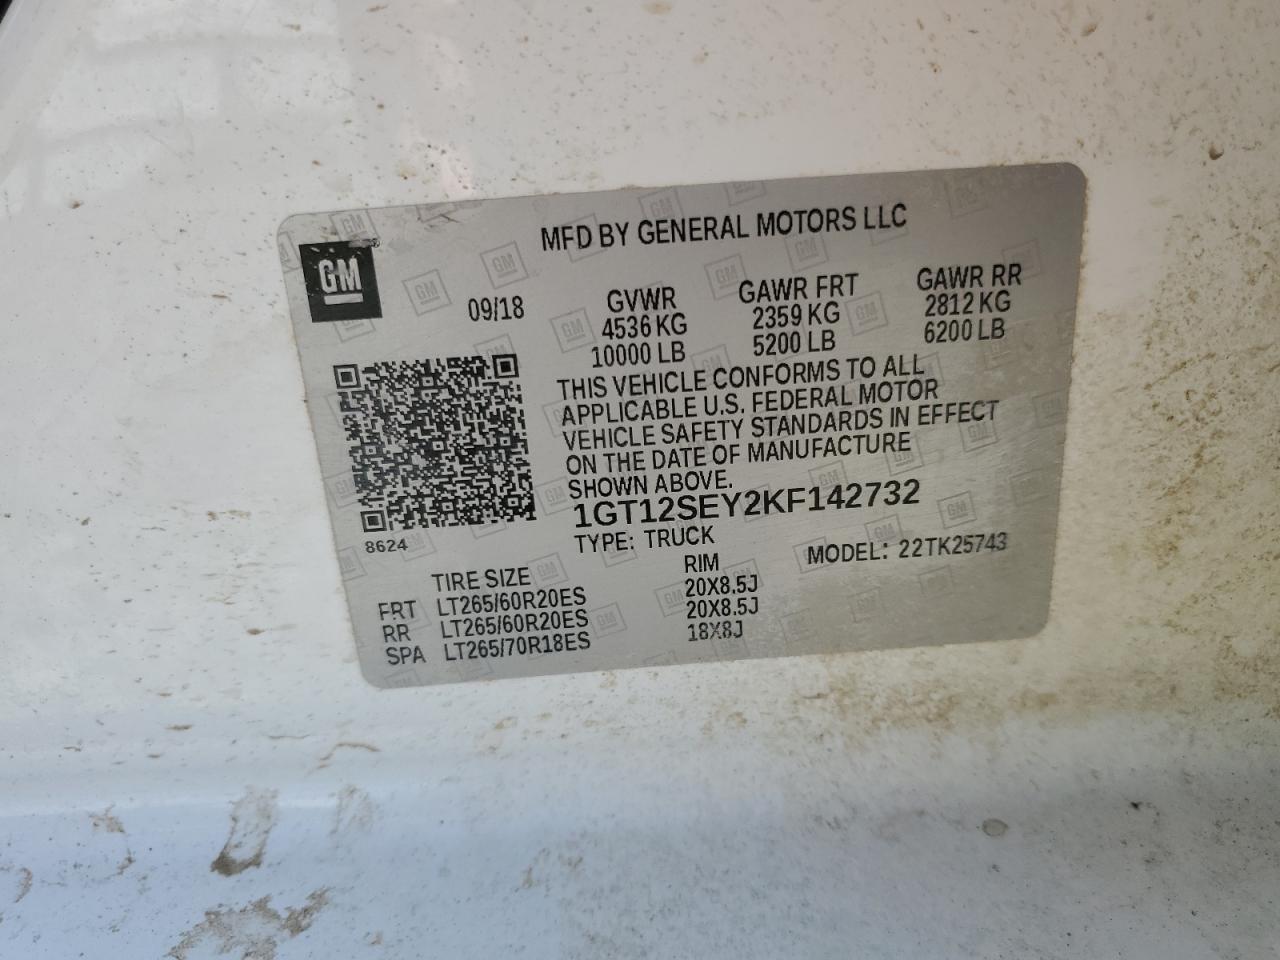 GM
MFD BY GENERAL MOTORS LLC
09/18
GVWR
4536 KG
10000 LB
GAWR FRT
2359 KG
5200 LB
GAWR RR
2812 KG
6200 LB
THIS VEHICLE CONFORMS TO ALL
APPLICABLE U.S. FEDERAL MOTOR
VEHICLE SAFETY STANDARDS IN EFFECT
ON THE DATE OF MANUFACTURE
SHOWN ABOVE.
1GT12SEY2KF142732
8624
TYPE: TRUCK
MODEL: 22TK25743
TIRE SIZE RIM
FRT LT265/60R20ES 20X8.5J
RR LT265/60R20ES 20X8.5J
SPA LT265/70R18ES 18X8J